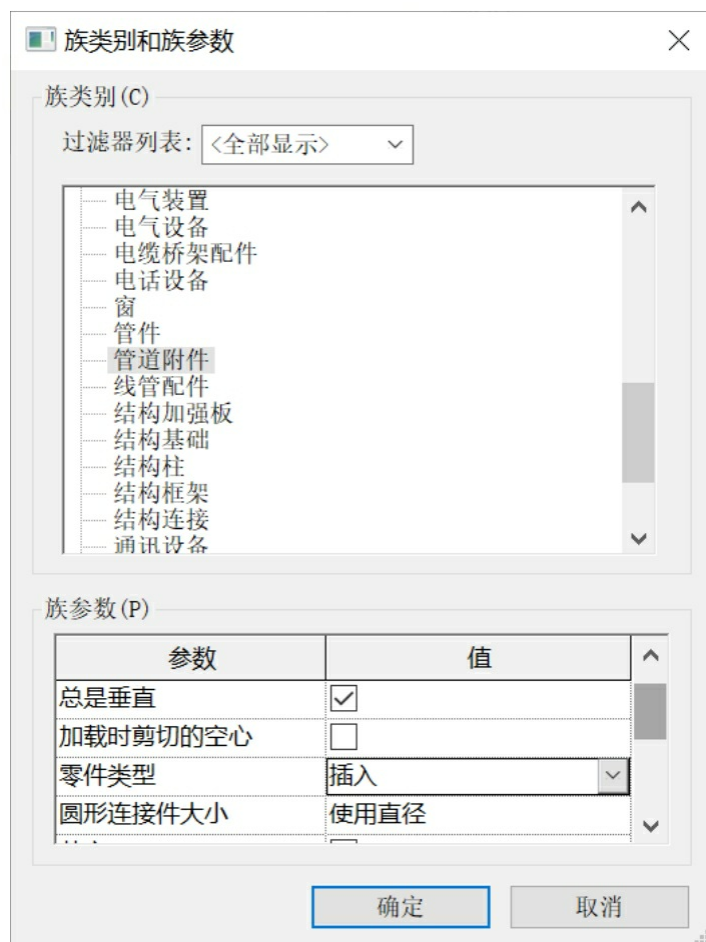 族类别和族参数
族类别(C)
过滤器列表: <全部显示>
电气装置
电气设备
电缆桥架配件
电话设备
窗
管件
管道附件
线管配件
结构加强板
结构基础
结构柱
结构框架
结构连接
通讯设备
族参数(P)
参数 值
总是垂直
加载时剪切的空心
零件类型 插入
圆形连接件大小 使用直径
确定 取消